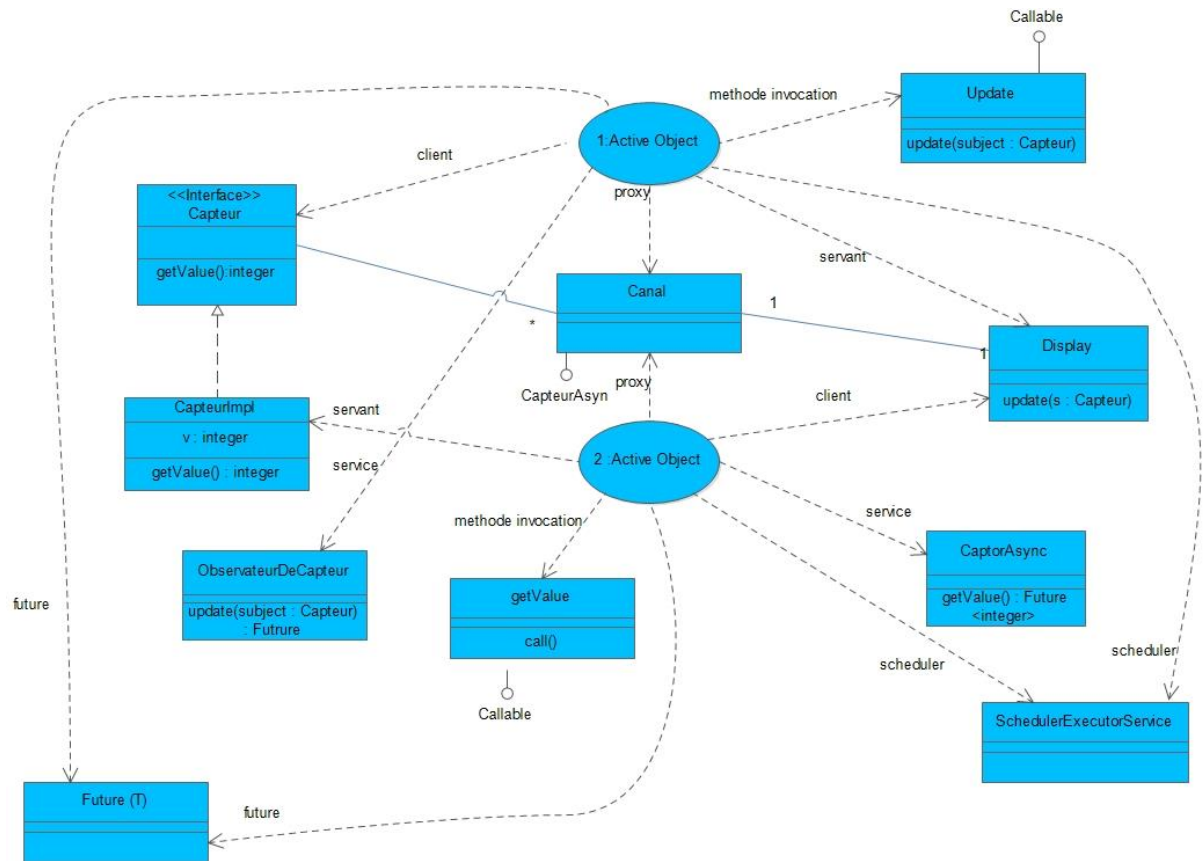 Callable
Update
update(subject : Capteur)
methode invocation
1:Active Object
client
<<Interface>>
Capteur
getValue():integer
proxy
servant
Canal
1
*
CapteurAsyn
1
Display
update(s : Capteur)
proxy
client
CapteurImpl
v : integer
getValue() : integer
servant
service
2 :Active Object
service
methode invocation
CaptorAsync
getValue() : Future
<integer>
ObservateurDeCapteur
update(subject : Capteur)
: Futrure
getValue
call()
Callable
future
scheduler
scheduler
SchedulerExecutorService
Future (T)
future